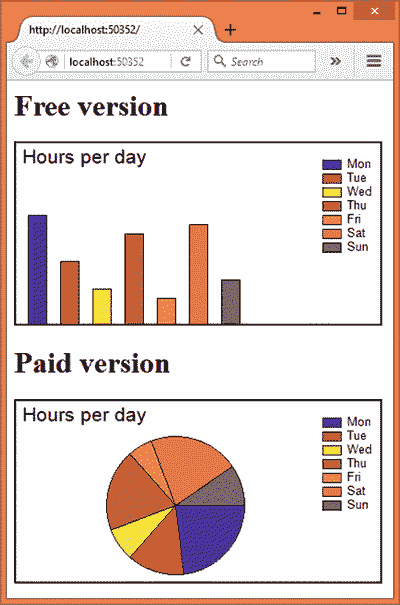 http://localhost:50352/
localhost:50352
Search
Free version
Hours per day
Mon
Tue
Wed
Thu
Fri
Sat
Sun
Paid version
Hours per day
Mon
Tue
Wed
Thu
Fri
Sat
Sun